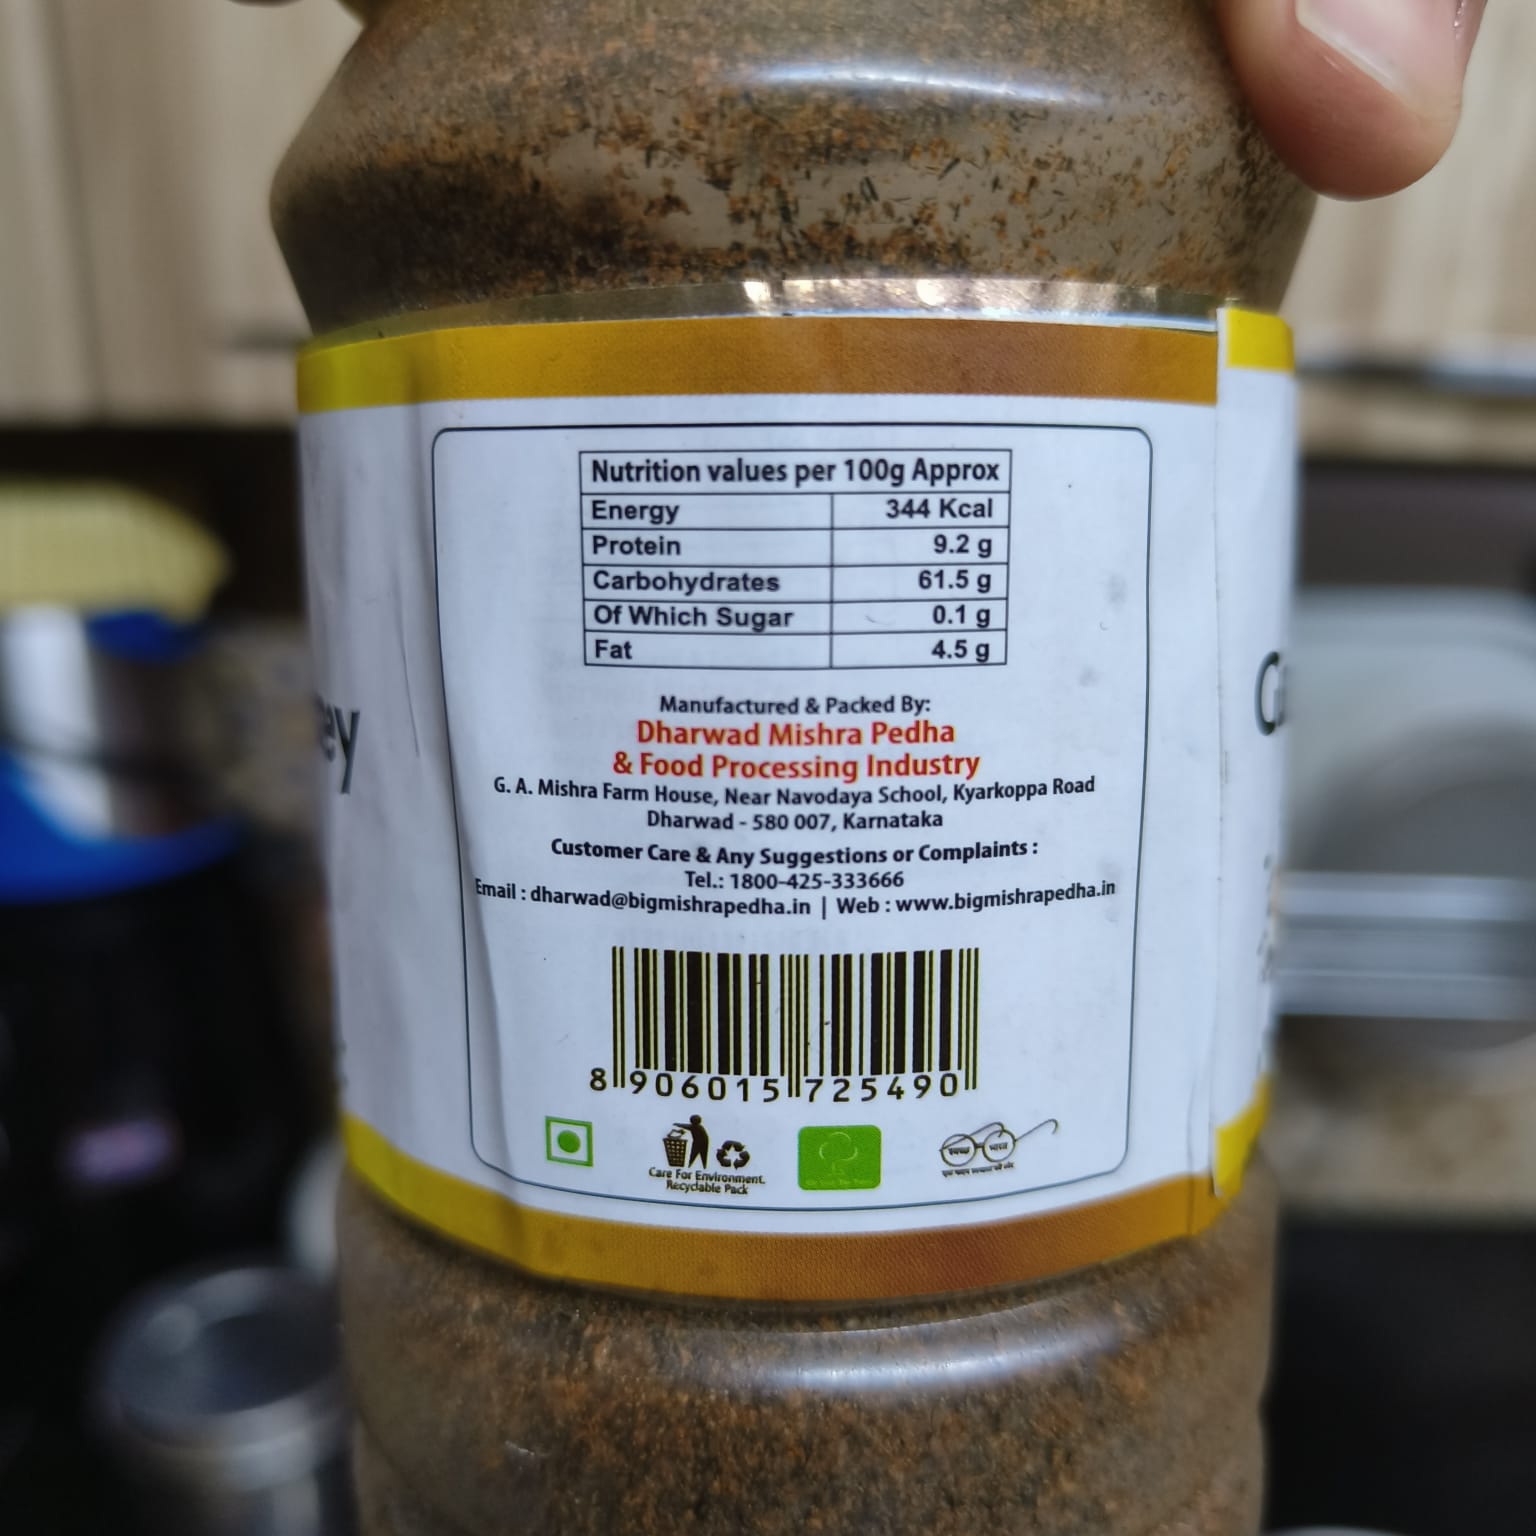 Nutrition values per 100g Approx
Energy 344 Kcal
Protein 9.2 g
Carbohydrates 61.5 g
Of Which Sugar 0.1 g
Fat 4.5 g
Manufactured & Packed By:
Dharwad Mishra Pedha
& Food Processing Industry
G. A. Mishra Farm House, Near Navodaya School, Kyarkoppa Road
Dharwad - 580 007, Karnataka
Customer Care & Any Suggestions or Complaints :
Tel.: 1800-425-333666
Email : dharwad@bigmishrapedha.in | Web : www.bigmishrapedha.in
8 906015 725490
Care For Environment.
Recyclable Pack
स्वच्छ भारत
ey